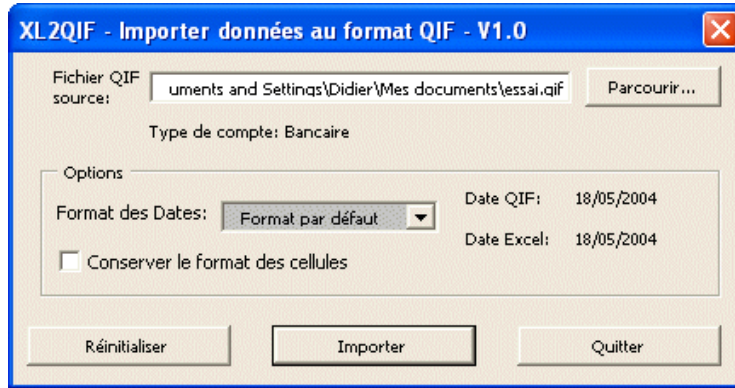 XL2QIF - Importer données au format QIF - V1.0
Fichier QIF
source:
uments and Settings\Didier\Mes documents\essai.qif
Parcourir...
Type de compte: Bancaire
Options
Format des Dates:
Format par défaut
Date QIF: 18/05/2004
Date Excel: 18/05/2004
Conserver le format des cellules
Réinitialiser
Importer
Quitter